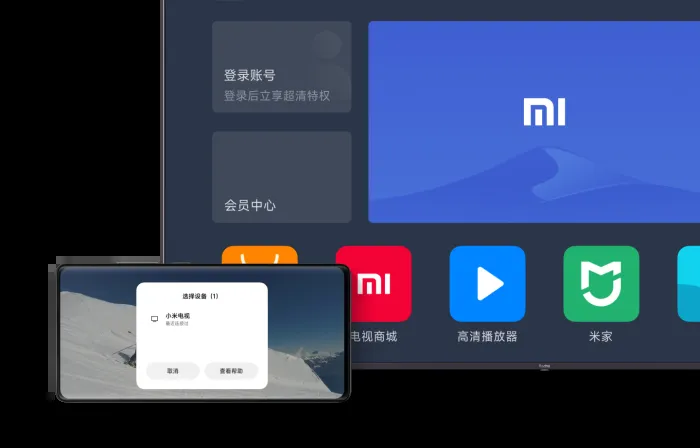 登录账号
登录后立享超清特权
会员中心
电视商城
高清播放器
米家
选择设备（1）
小米电视
取消
查看帮助